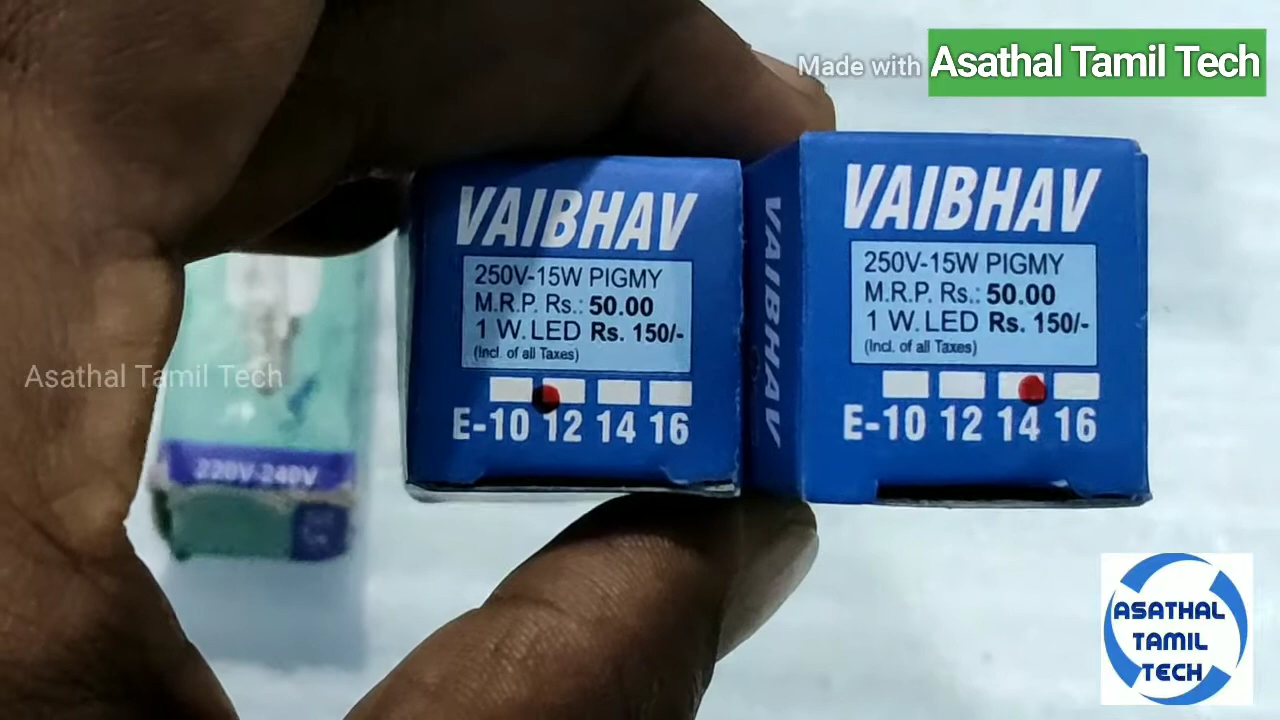 Made with Asathal Tamil Tech
VAIBHAV
250V-15W PIGMY
M.R.P. Rs.: 50.00
1 W. LED Rs. 150/-
(Incl. of all Taxes)
E-10 12 14 16
VAIBHAV
VAIBHAV
250V-15W PIGMY
M.R.P. Rs.: 50.00
1 W. LED Rs. 150/-
(Incl. of all Taxes)
E-10 12 14 16
Asathal Tamil Tech
220V-240V
ASATHAL
TAMIL
TECH